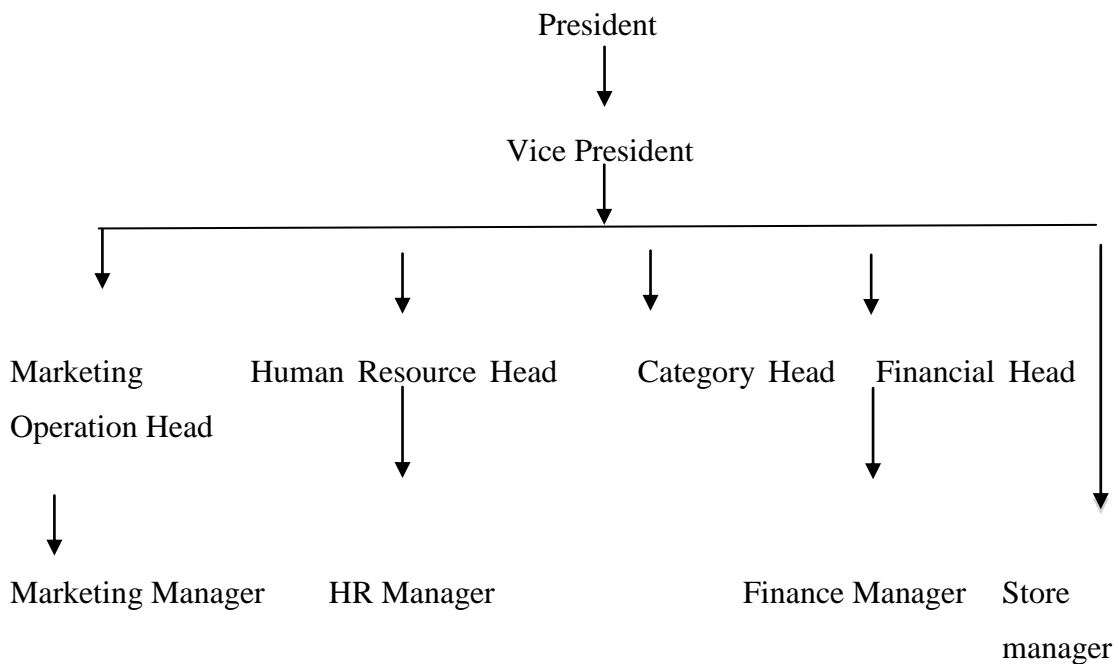 President
Vice President
Marketing Human Resource Head Category Head Financial Head
Operation Head
Marketing Manager HR Manager Finance Manager Store
manager